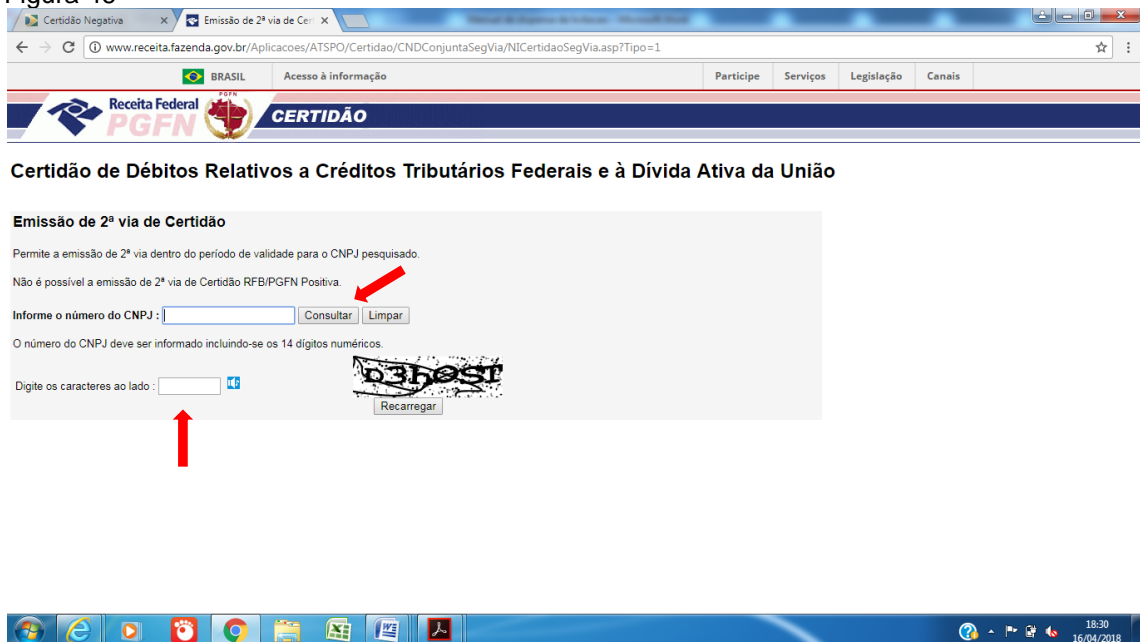 Certidão Negativa
Emissão de 2ª via de Cer
www.receita.fazenda.gov.br/Aplicacoes/ATSPO/Certidao/CNDConjuntaSegVia/NICertidaoSegVia.asp?Tipo=1
BRASIL Acesso à informação Participe Serviços Legislação Canais
Receita Federal
PGFN
PGFN
CERTIDÃO
Certidão de Débitos Relativos a Créditos Tributários Federais e à Dívida Ativa da União
Emissão de 2ª via de Certidão
Permite a emissão de 2ª via dentro do período de validade para o CNPJ pesquisado.
Não é possível a emissão de 2ª via de Certidão RFB/PGFN Positiva.
Informe o número do CNPJ : Consultar Limpar
O número do CNPJ deve ser informado incluindo-se os 14 dígitos numéricos.
Digite os caracteres ao lado : D3hOST
Recarregar
18:30
16/04/2018